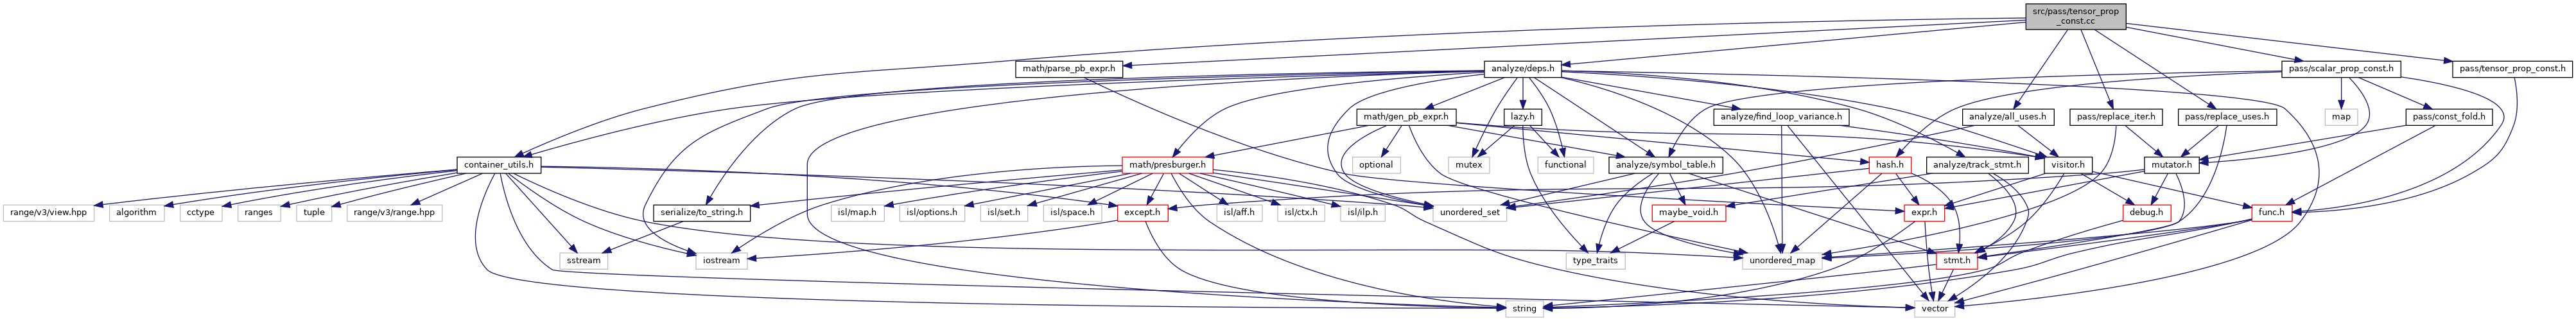 src/pass/tensor_prop
_const.cc
math/parse_pb_expr.h
analyze/deps.h
pass/scalar_prop_const.h
pass/tensor_prop_const.h
math/gen_pb_expr.h
lazy.h
analyze/find_loop_variance.h
analyze/all_uses.h
pass/replace_iter.h
pass/replace_uses.h
map
pass/const_fold.h
container_utils.h
math/presburger.h
optional
mutex
functional
analyze/symbol_table.h
hash.h
analyze/track_stmt.h
visitor.h
mutator.h
range/v3/view.hpp
algorithm
cctype
ranges
tuple
range/v3/range.hpp
serialize/to_string.h
isl/map.h
isl/options.h
isl/set.h
isl/space.h
except.h
isl/aff.h
isl/ctx.h
isl/ilp.h
unordered_set
maybe_void.h
expr.h
debug.h
func.h
sstream
iostream
type_traits
unordered_map
stmt.h
string
vector